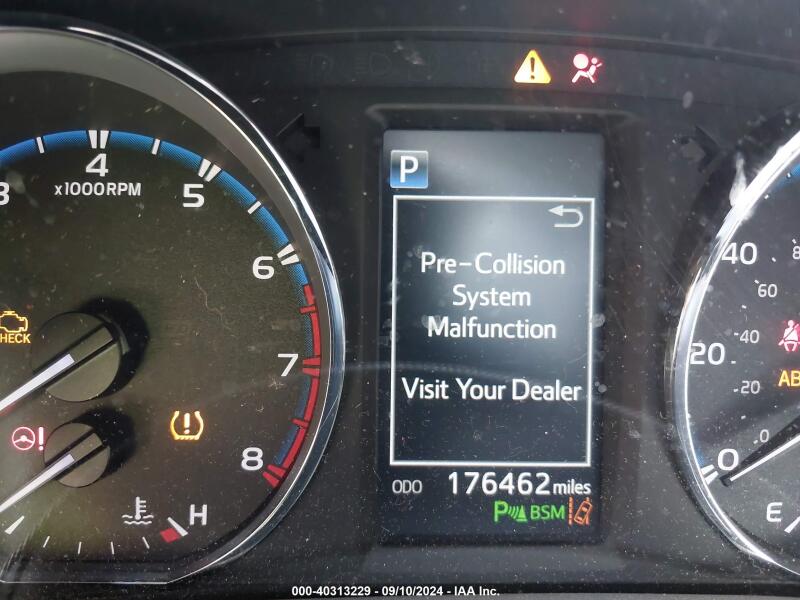 4
x1000RPM
5
6
7
8
CHECK
H
P
Pre-Collision
System
Malfunction
Visit Your Dealer
ODO 176462 miles
P BSM
40
60
40
20
20
0
0
E
000-40313229 - 09/10/2024 - IAA Inc.